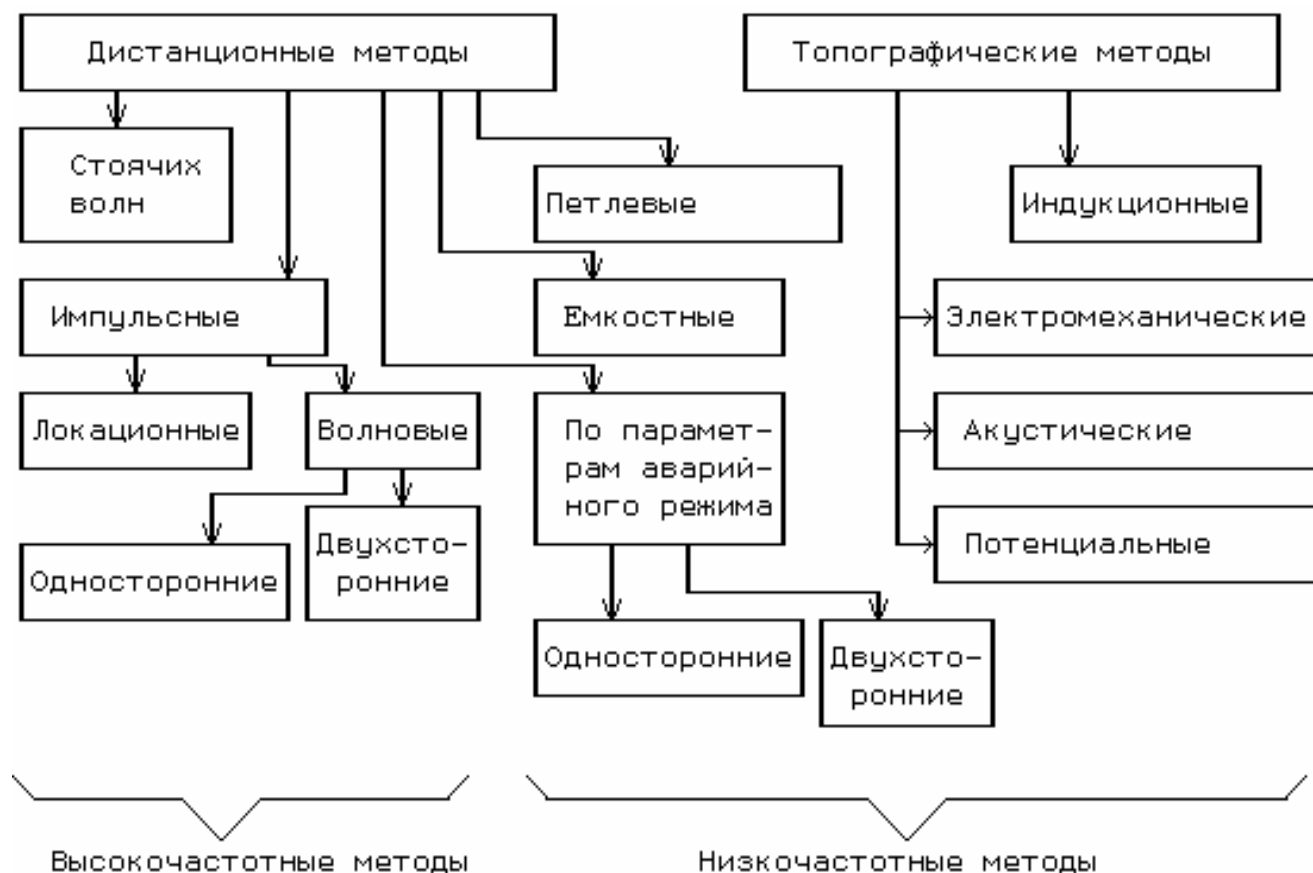 Дистанционные методы
Топографические методы
Стоячих
волн
Петлевые
Индукционные
Импульсные
Емкостные
Электромеханические
Локационные
Волновые
По парамет-
рам аварий-
ного режима
Акустические
Односторонние
Двухсто-
ронние
Потенциальные
Односторонние
Двухсто-
ронние
Высокочастотные методы
Низкочастотные методы